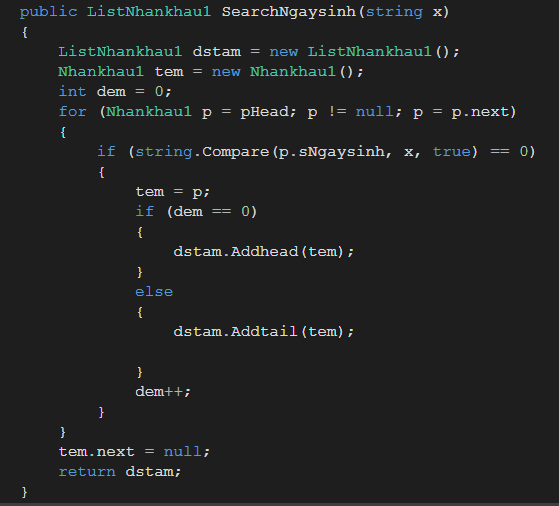 public ListNhankhau1 SearchNgaysinh(string x)
{
    ListNhankhau1 dstam = new ListNhankhau1();
    Nhankhau1 tem = new Nhankhau1();
    int dem = 0;
    for (Nhankhau1 p = pHead; p != null; p = p.next)
    {
        if (string.Compare(p.sNgaysinh, x, true) == 0)
        {
            tem = p;
            if (dem == 0)
            {
                dstam.Addhead(tem);
            }
            else
            {
                dstam.Addtail(tem);
            }
            dem++;
        }
    }
    tem.next = null;
    return dstam;
}